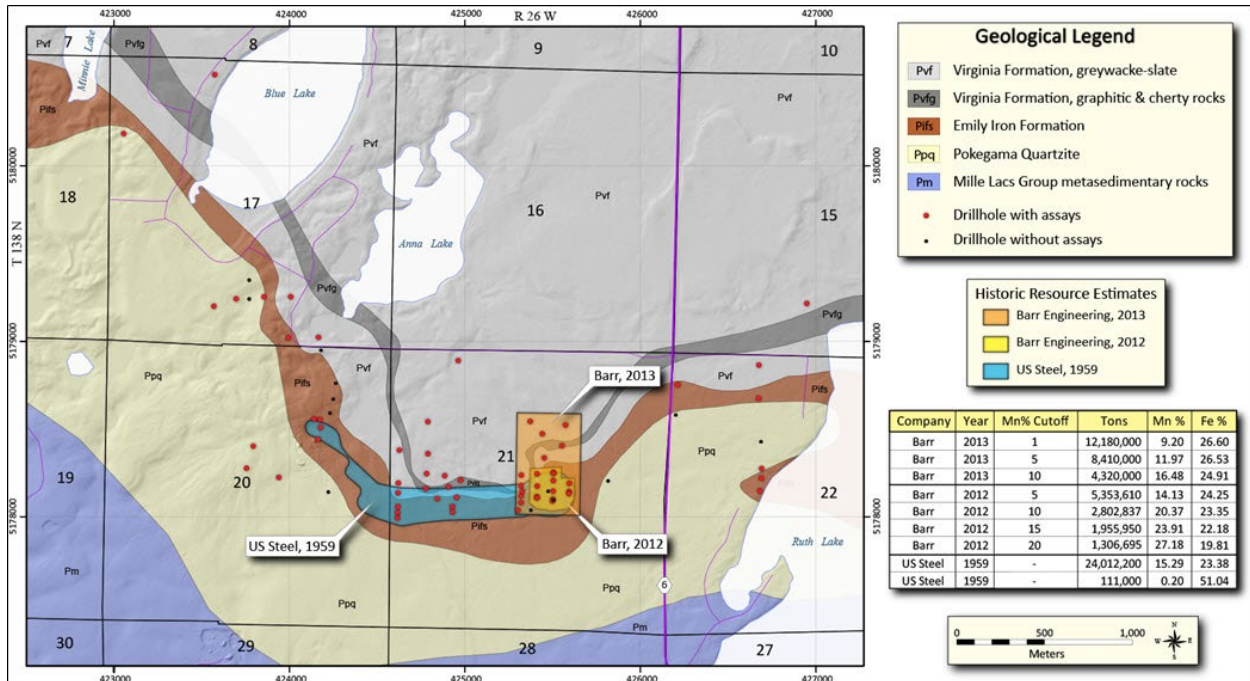 423000
424000
425000
426000
427000
R 26 W
Pvf
7
Pvfg
8
9
10
Minnie Lake
Blue Lake
Pvf
Pifs
Pvf
5180000
5180000
18
17
16
Pvf
15
T 138 N
Anna Lake
Pvfg
Pvfg
5179000
5179000
Ppq
Pifs
Pvf
Barr, 2013
Pvf
Pifs
Pvf
Ppq
19
20
21
22
5178000
5178000
US Steel, 1959
Pifs
Barr, 2012
Ruth Lake
Pm
Ppq
Ppq
6
Pm
30
29
28
27
423000
424000
425000
426000
427000
Geological Legend
Pvf Virginia Formation, greywacke-slate
Pvfg Virginia Formation, graphitic & cherty rocks
Pifs Emily Iron Formation
Ppq Pokegama Quartzite
Pm Mille Lacs Group metasedimentary rocks
Drillhole with assays
Drillhole without assays
Historic Resource Estimates
Barr Engineering, 2013
Barr Engineering, 2012
US Steel, 1959
Company Year Mn% Cutoff Tons Mn % Fe %
Barr 2013 1 12,180,000 9.20 26.60
Barr 2013 5 8,410,000 11.97 26.53
Barr 2013 10 4,320,000 16.48 24.91
Barr 2012 5 5,353,610 14.13 24.25
Barr 2012 10 2,802,837 20.37 23.35
Barr 2012 15 1,955,950 23.91 22.18
Barr 2012 20 1,306,695 27.18 19.81
US Steel 1959 - 24,012,200 15.29 23.38
US Steel 1959 - 111,000 0.20 51.04
0 500 1,000
Meters
N
W E
S